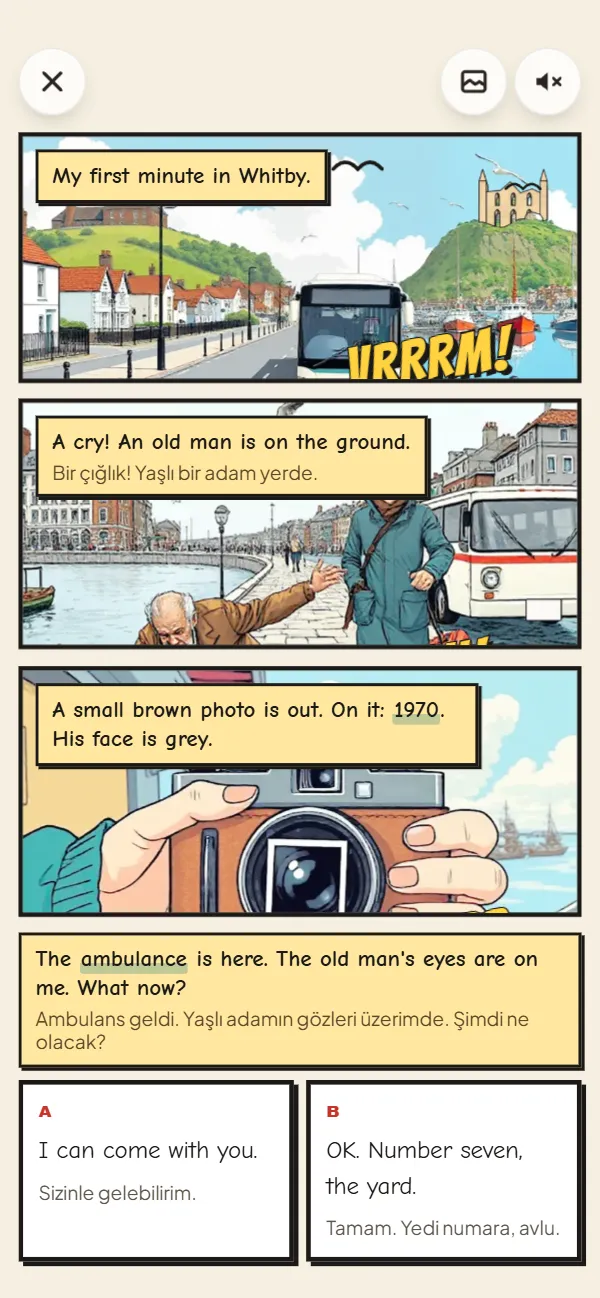 My first minute in Whitby.
VRRRM!
A cry! An old man is on the ground.
Bir çığlık! Yaşlı bir adam yerde.
A small brown photo is out. On it: 1970.
His face is grey.
The ambulance is here. The old man's eyes are on
me. What now?
Ambulans geldi. Yaşlı adamın gözleri üzerimde. Şimdi ne
olacak?
A
I can come with you.
Sizinle gelebilirim.
B
OK. Number seven,
the yard.
Tamam. Yedi numara, avlu.